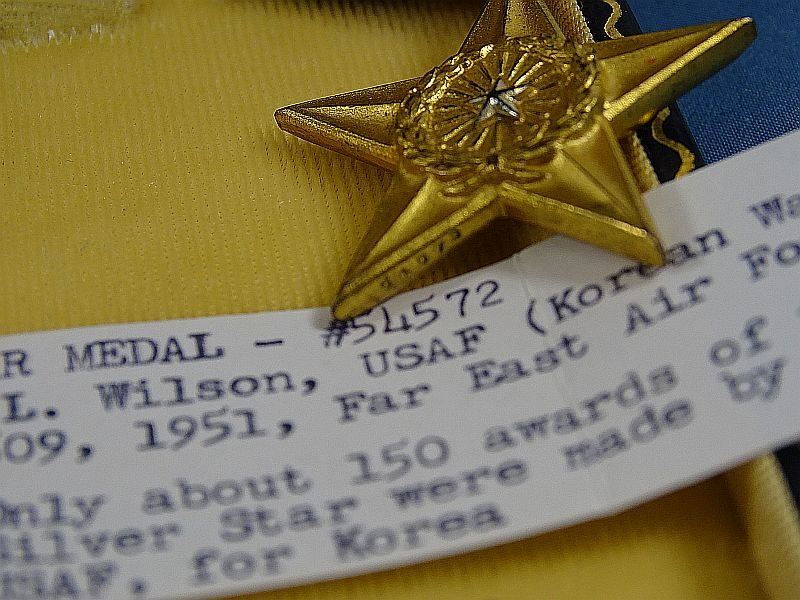 R MEDAL - #54572
L. Wilson, USAF (Korean Wa
509, 1951, Far East Air Fo
Only about 150 awards of
Silver Star were made by
USAF, for Korea